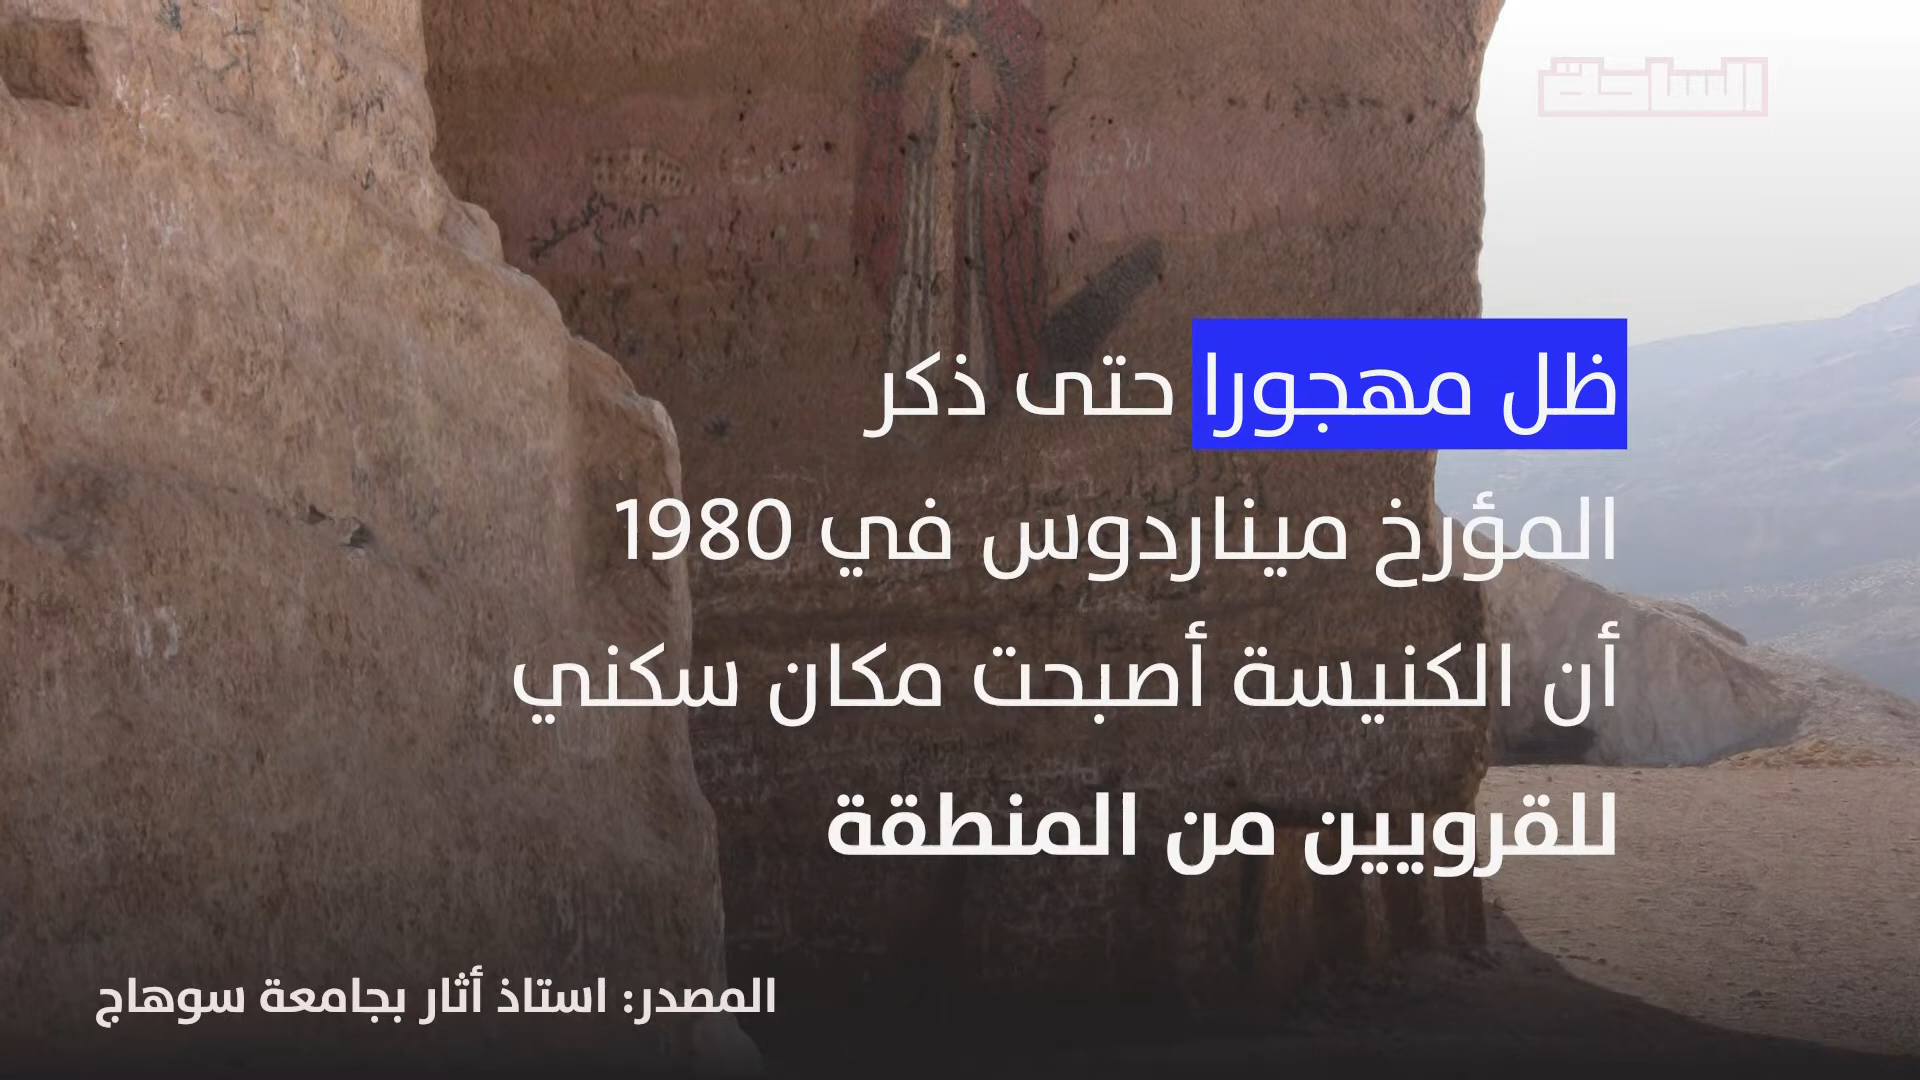 الساحة
ظل مهجورا حتى ذكر
المؤرخ ميناردوس في 1980
أن الكنيسة أصبحت مكان سكني
للقرويين من المنطقة
المصدر: استاذ أثار بجامعة سوهاج